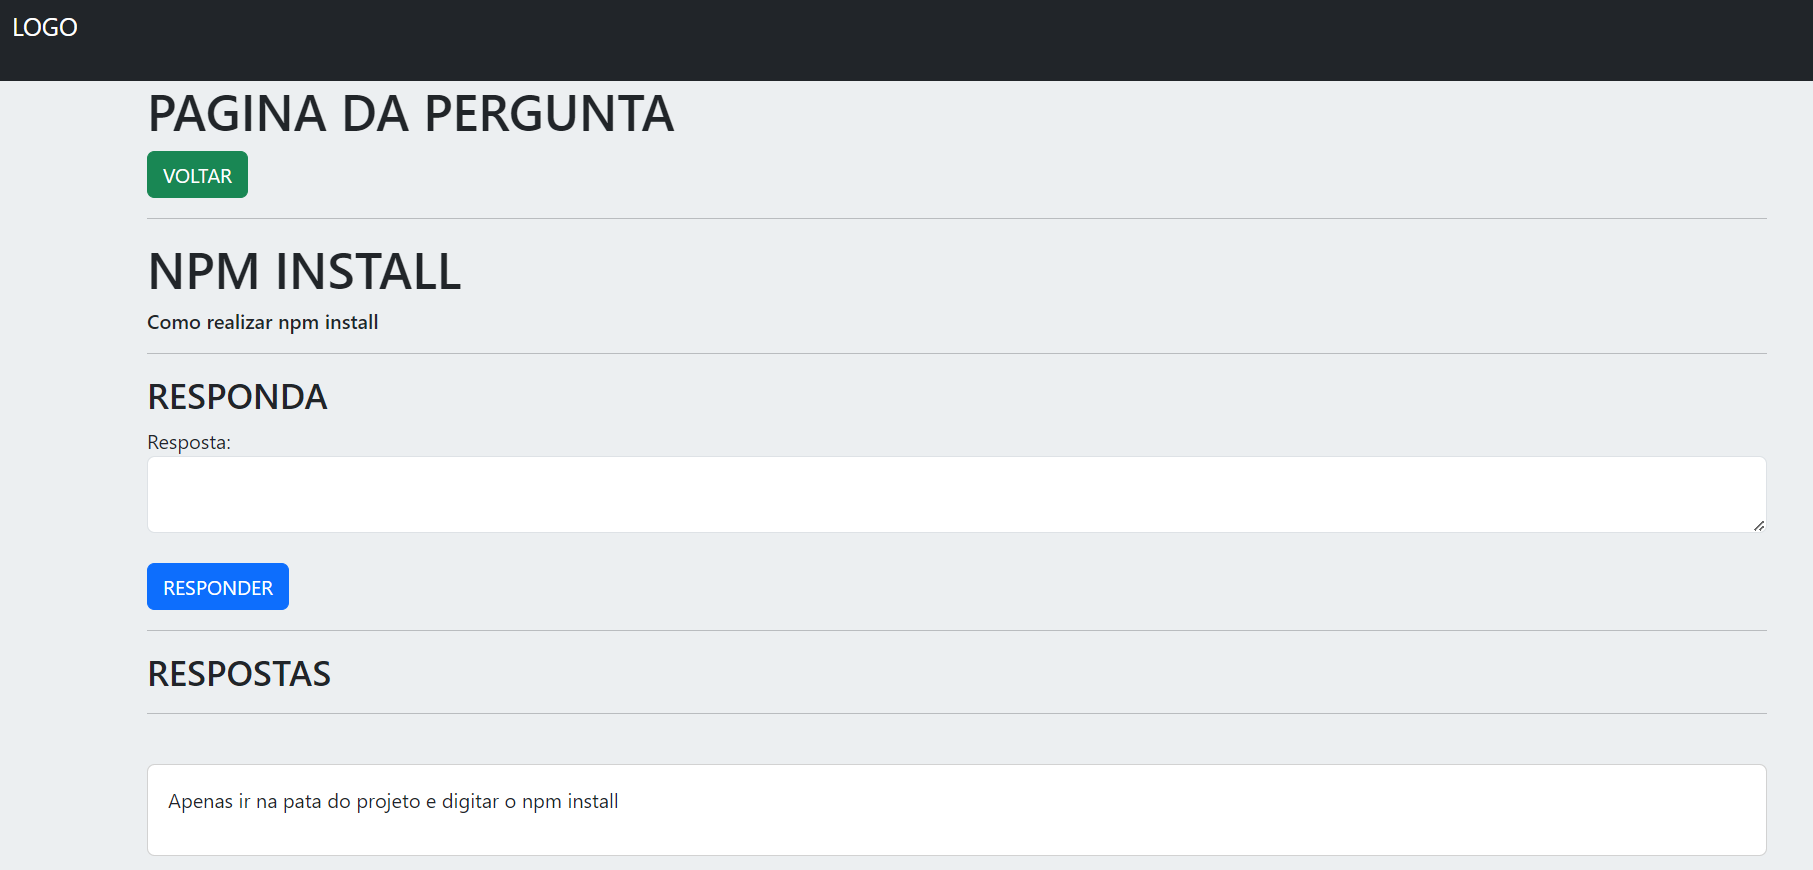 LOGO
PAGINA DA PERGUNTA
VOLTAR
NPM INSTALL
Como realizar npm install
RESPONDA
Resposta:
RESPONDER
RESPOSTAS
Apenas ir na pata do projeto e digitar o npm install